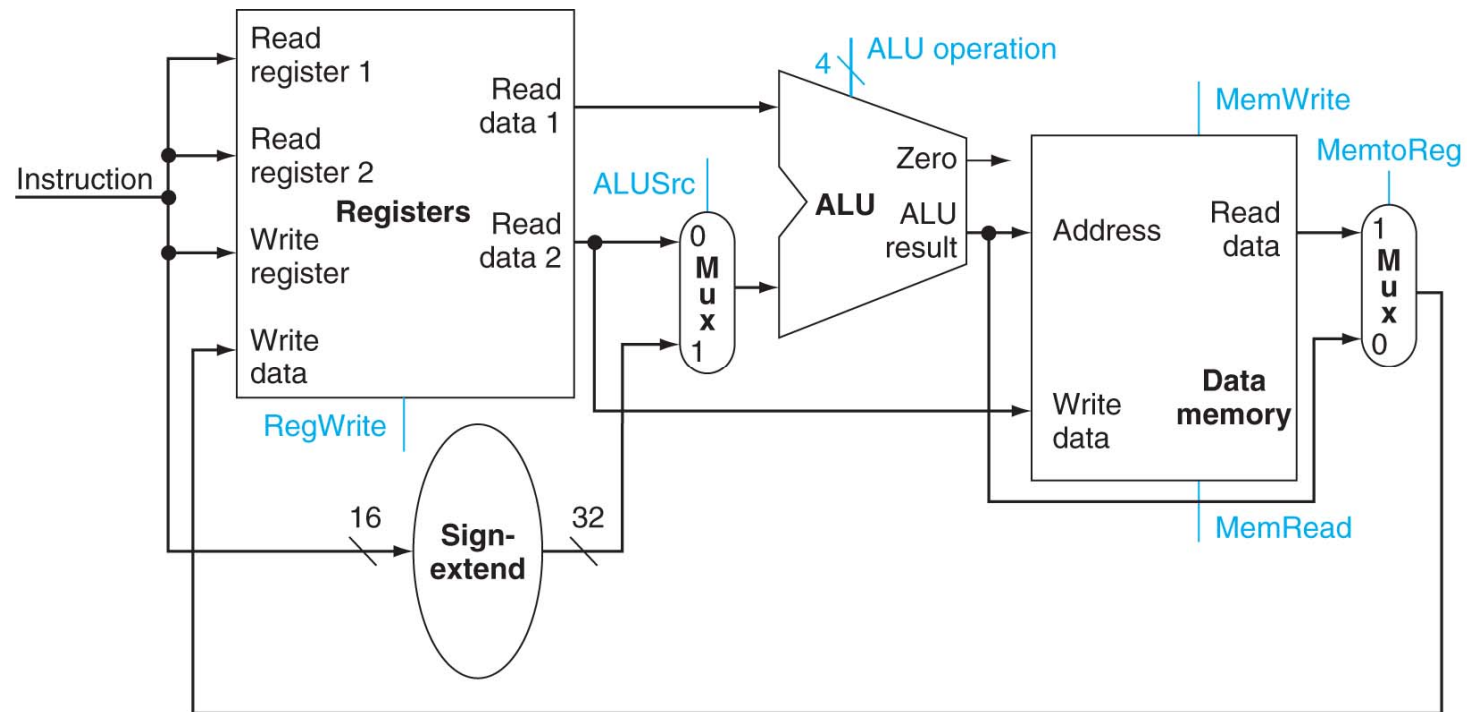 Instruction
Read
register 1
Read
register 2
Write
register
Write
data
Registers
Read
data 1
Read
data 2
RegWrite
16
Sign-
extend
32
ALUSrc
0
M
u
x
1
4
ALU operation
Zero
ALU
ALU
result
MemWrite
Address
Read
data
Write
data
Data
memory
MemRead
MemtoReg
1
M
u
x
0